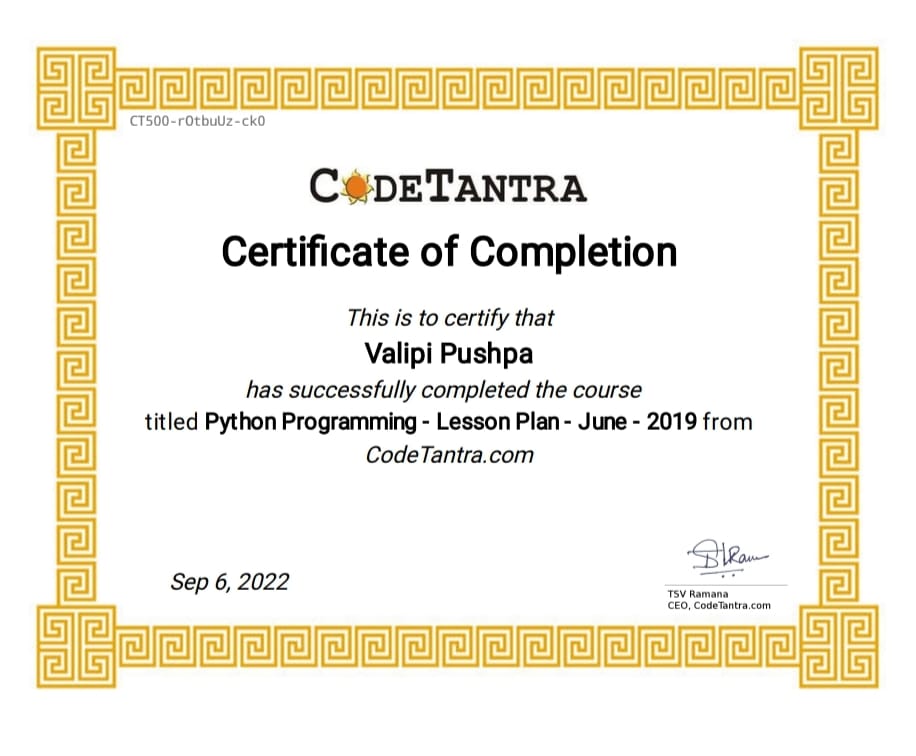 CT500-r0tbuUz-ck0
CODETANTRA
Certificate of Completion
This is to certify that
Valipi Pushpa
has successfully completed the course
titled Python Programming - Lesson Plan - June - 2019 from
CodeTantra.com
Sep 6, 2022
TSV Ramana
CEO, CodeTantra.com